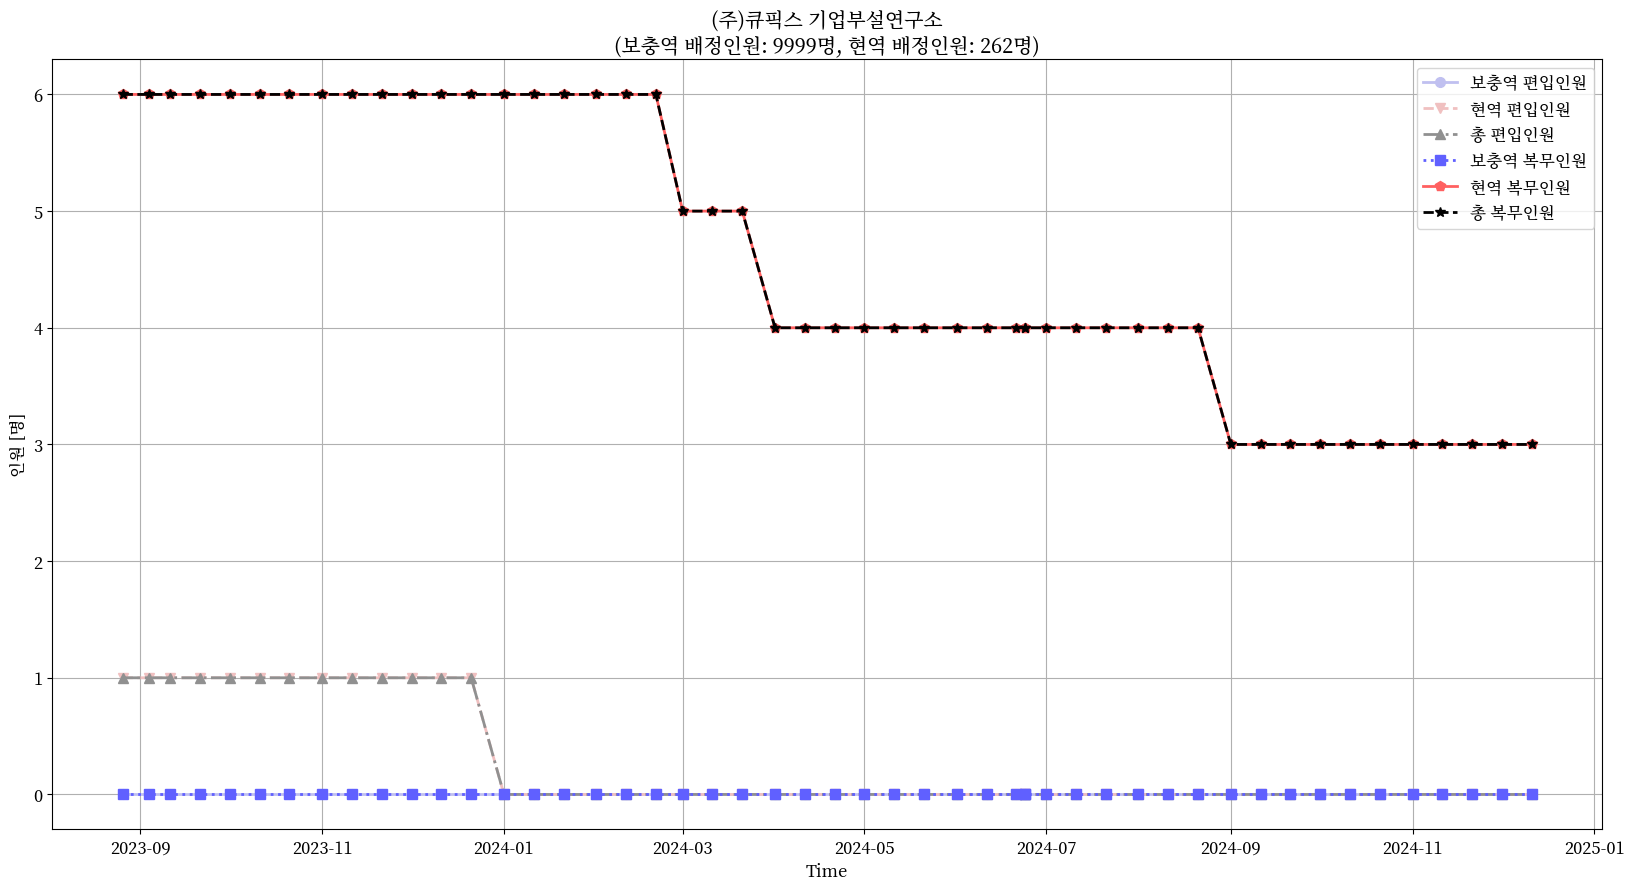 (주)큐픽스 기업부설연구소
(보충역 배정인원: 9999명, 현역 배정인원: 262명)
보충역 편입인원
현역 편입인원
총 편입인원
보충역 복무인원
현역 복무인원
총 복무인원
인원 [명]
6
5
4
3
2
1
0
2023-09 2023-11 2024-01 2024-03 2024-05 2024-07 2024-09 2024-11 2025-01
Time